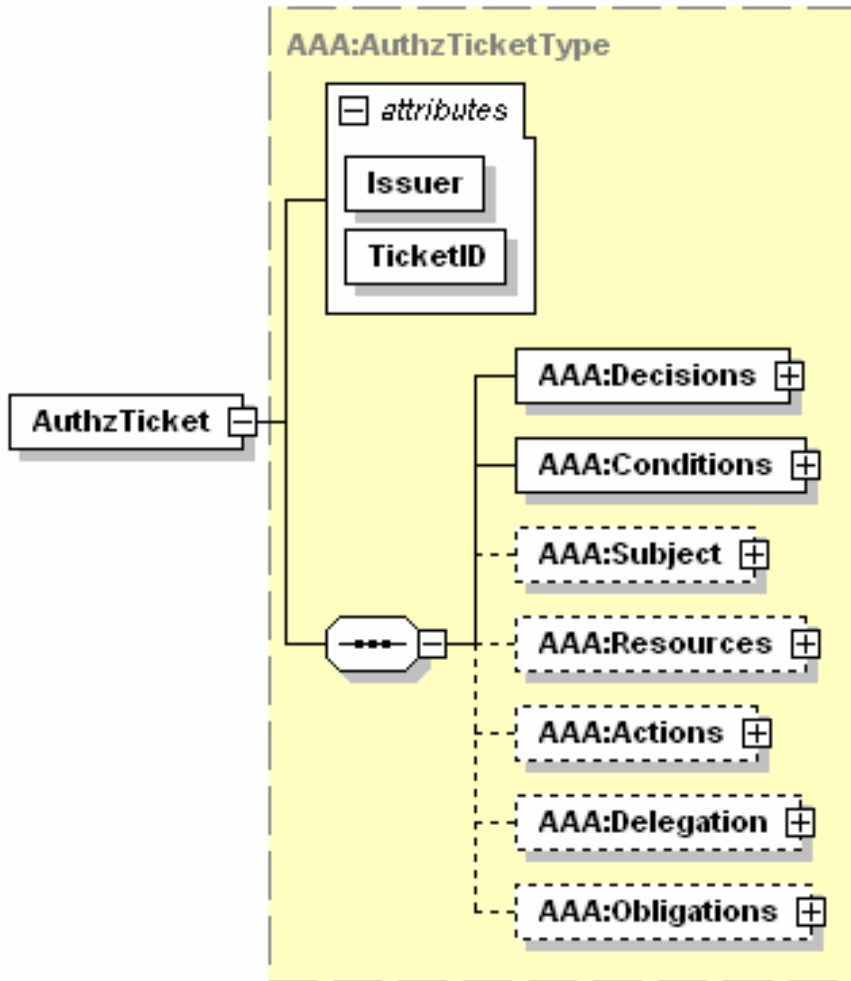 AAA:AuthzTicketType
attributes
Issuer
TicketID
AuthzTicket
AAA:Decisions
AAA:Conditions
AAA:Subject
AAA:Resources
AAA:Actions
AAA:Delegation
AAA:Obligations